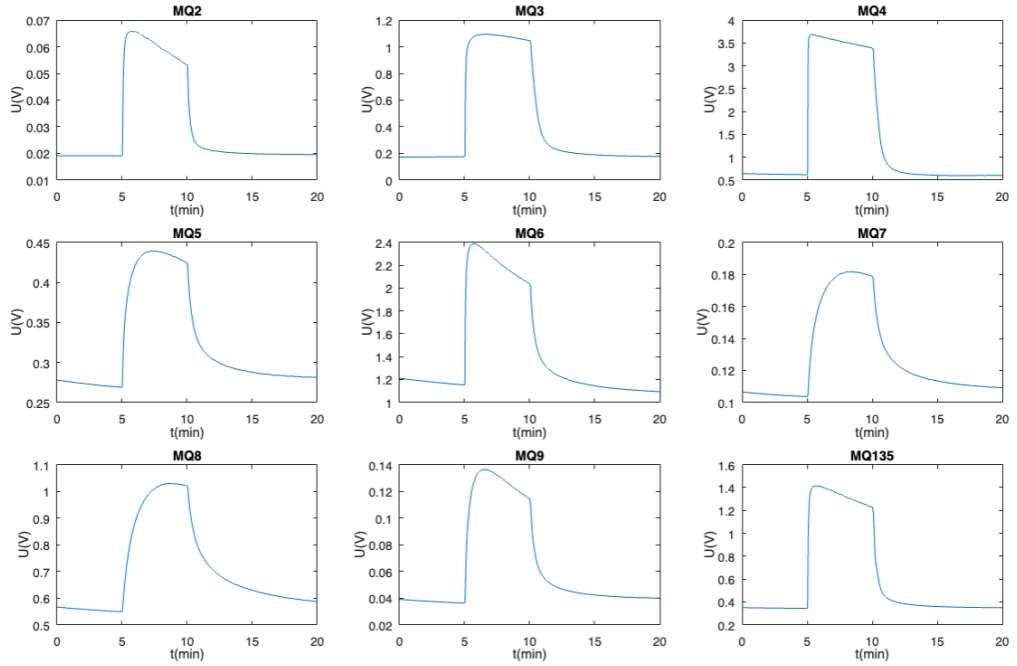 MQ2
0.07
0.06
0.05
0.04
0.03
0.02
0.01
U(V)
0 5 10 15 20
t(min)
MQ3
1.2
1
0.8
0.6
0.4
0.2
0
U(V)
0 5 10 15 20
t(min)
MQ4
4
3.5
3
2.5
2
1.5
1
0.5
U(V)
0 5 10 15 20
t(min)
MQ5
0.45
0.4
0.35
0.3
0.25
U(V)
0 5 10 15 20
t(min)
MQ6
2.4
2.2
2
1.8
1.6
1.4
1.2
1
U(V)
0 5 10 15 20
t(min)
MQ7
0.2
0.18
0.16
0.14
0.12
0.1
U(V)
0 5 10 15 20
t(min)
MQ8
1.1
1
0.9
0.8
0.7
0.6
0.5
U(V)
0 5 10 15 20
t(min)
MQ9
0.14
0.12
0.1
0.08
0.06
0.04
0.02
U(V)
0 5 10 15 20
t(min)
MQ135
1.6
1.4
1.2
1
0.8
0.6
0.4
0.2
U(V)
0 5 10 15 20
t(min)